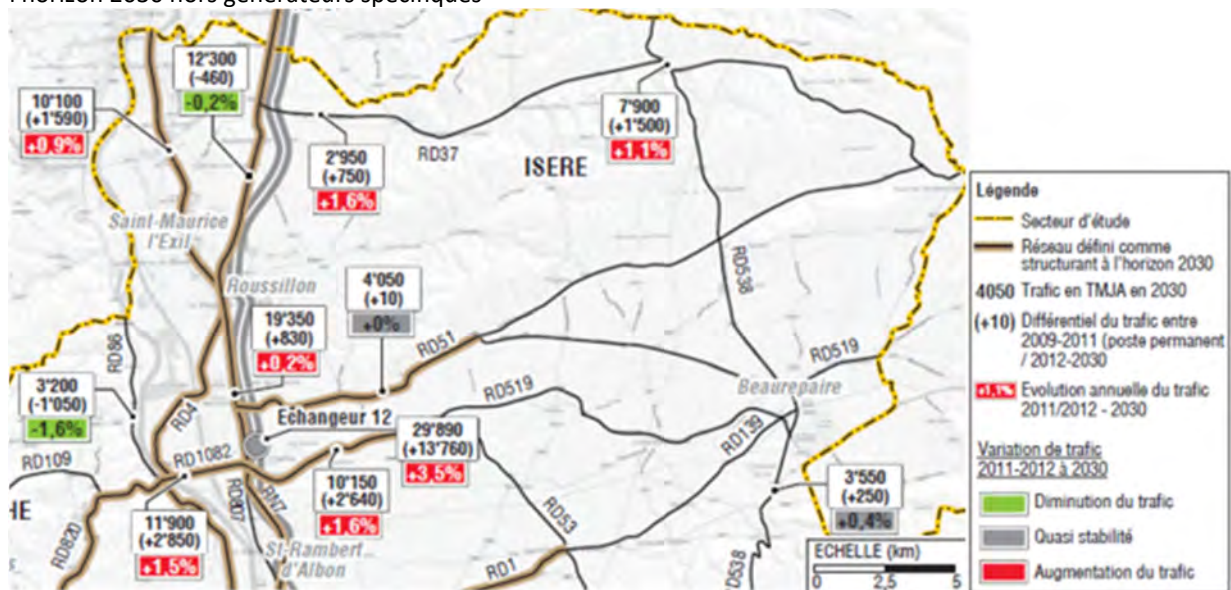 l'horizon 2030 hors générateurs spécifiques
12'300
(-460)
-0,2%
10'100
(+1'590)
+0,9%
2'950
(+750)
+1,6%
RD37
ISERE
7'900
(+1'500)
+1,1%
Saint-Maurice
l'Exil
Roussillon
4'050
(+10)
+0%
19'350
(+830)
+0,2%
RD51
RD538
RD519
Beaurepaire
RD86
3'200
(-1'050)
-1,6%
RD4
Echangeur 12
RD519
RD139
29'890
(+13'760)
+3,5%
RD109
RD1082
10'150
(+2'640)
+1,6%
3'550
(+250)
+0,4%
HE
RD820
11'900
(+2'850)
+1,5%
RN7
St-Rambert
d'Albon
RD53
RD1
RD538
ECHELLE (km)
0 2,5 5
Légende
Secteur d'étude
Réseau défini comme
structurant à l'horizon 2030
4050 Trafic en TMJA en 2030
(+10) Différentiel du trafic entre
2009-2011 (poste permanent
/ 2012-2030
+1,1% Evolution annuelle du trafic
2011/2012 - 2030
Variation de trafic
2011-2012 à 2030
Diminution du trafic
Quasi stabilité
Augmentation du trafic